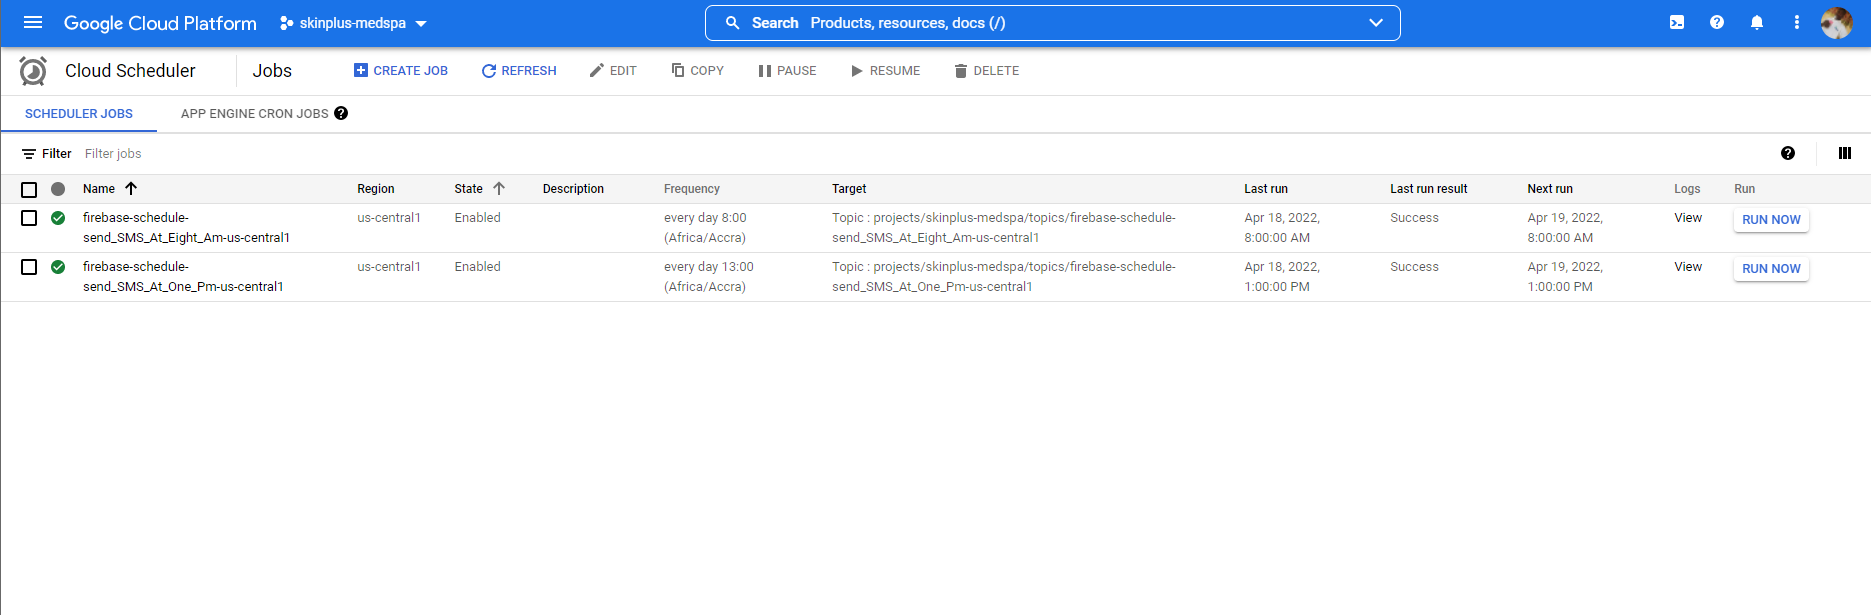 Google Cloud Platform skinplus-medspa Search Products, resources, docs (/)
Cloud Scheduler Jobs CREATE JOB REFRESH EDIT COPY PAUSE RESUME DELETE
SCHEDULER JOBS APP ENGINE CRON JOBS
Filter Filter jobs
Name State Region Description Frequency Target Last run Last run result Next run Logs Run
firebase-schedule- us-central1 Enabled every day 8:00 Topic : projects/skinplus-medspa/topics/firebase-schedule- Apr 18, 2022, Success Apr 19, 2022, View RUN NOW
send_SMS_At_Eight_Am-us-central1 (Africa/Accra) send_SMS_At_Eight_Am-us-central1 8:00:00 AM 8:00:00 AM
firebase-schedule- us-central1 Enabled every day 13:00 Topic : projects/skinplus-medspa/topics/firebase-schedule- Apr 18, 2022, Success Apr 19, 2022, View RUN NOW
send_SMS_At_One_Pm-us-central1 (Africa/Accra) send_SMS_At_One_Pm-us-central1 1:00:00 PM 1:00:00 PM